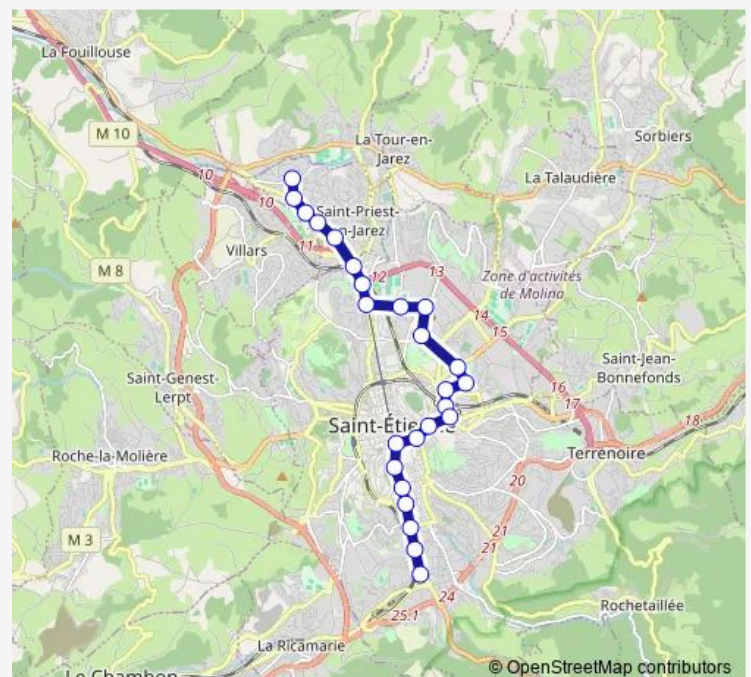 La Fouillouse
M 10
La Tour-en-
Jarez
Sorbiers
La Talaudière
10
10
Saint-Priest-
n-Jarez
11
Villars
12
13
M 8
Zone d'activités
de Molina
14
15
Saint-Genest-
Lerpt
Saint-Jean-
Bonnefonds
16
17
18
Saint-Étie
e
Roche-la-Molière
Terrenoire
20
M 3
21
21
24
Rochetaillée
25.1
La Ricamarie
Le Chambon
© OpenStreetMap contributors